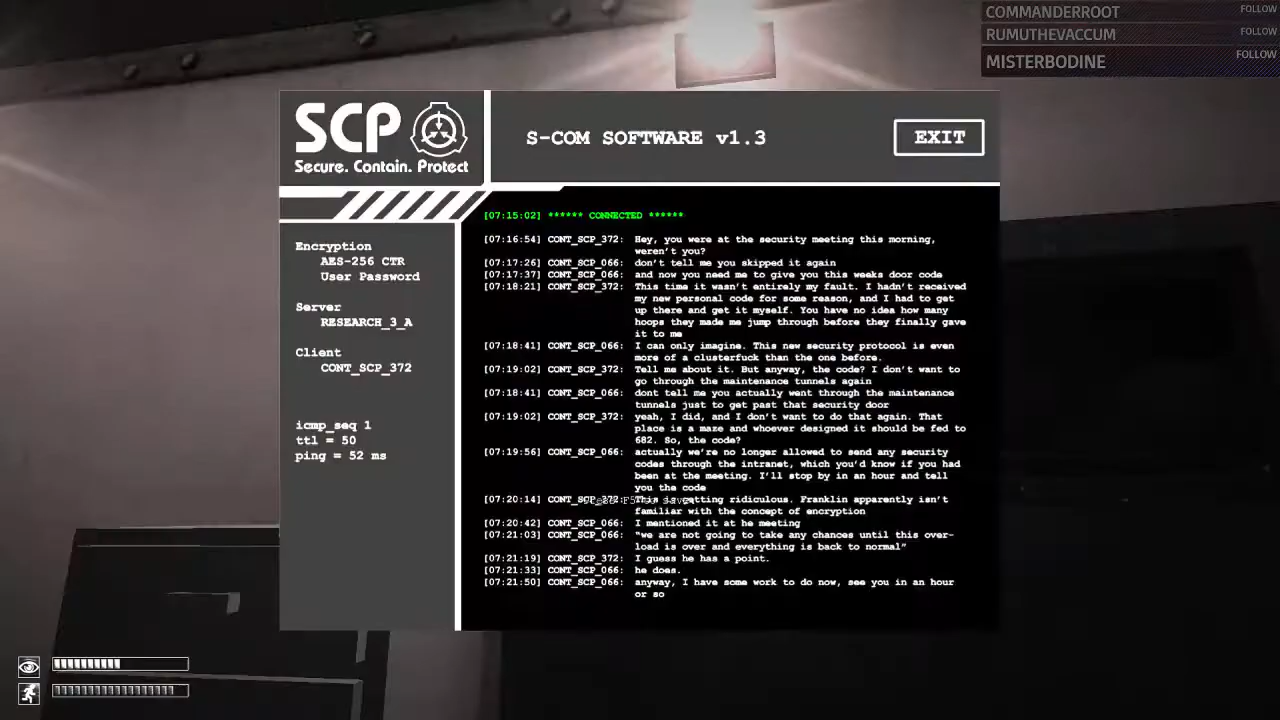 COMMANDERROOT FOLLOW
RUMUTHEVACCUM FOLLOW
MISTERBODINE FOLLOW
SCP
Secure. Contain. Protect
S-COM SOFTWARE v1.3
EXIT
Encryption
AES-256 CTR
User Password
Server
RESEARCH_3_A
Client
CONT_SCP_372
icmp_seq 1
ttl = 50
ping = 52 ms
[07:15:02] ****** CONNECTED ******
[07:16:54] CONT_SCP_372: Hey, you were at the security meeting this morning,
weren't you?
[07:17:26] CONT_SCP_066: don't tell me you skipped it again
[07:17:37] CONT_SCP_066: and now you need me to give you this weeks door code
[07:18:21] CONT_SCP_372: This time it wasn't entirely my fault. I hadn't received
my new personal code for some reason, and I had to get
up there and get it myself. You have no idea how many
hoops they made me jump through before they finally gave
it to me
[07:18:41] CONT_SCP_066: I can only imagine. This new security protocol is even
more of a clusterfuck than the one before.
[07:19:02] CONT_SCP_372: Tell me about it. But anyway, the code? I don't want to
go through the maintenance tunnels again
[07:18:41] CONT_SCP_066: dont tell me you actually went through the maintenance
tunnels just to get past that security door
[07:19:02] CONT_SCP_372: yeah, I did, and I don't want to do that again. That
place is a maze and whoever designed it should be fed to
682. So, the code?
[07:19:56] CONT_SCP_066: actually we're no longer allowed to send any security
codes through the intranet, which you'd know if you had
been at the meeting. I'll stop by in an hour and tell
you the code
[07:20:14] CONT_SCP_372: This is getting ridiculous. Franklin apparently isn't
familiar with the concept of encryption
[07:20:42] CONT_SCP_066: I mentioned it at he meeting
[07:21:03] CONT_SCP_066: "we are not going to take any chances until this over-
load is over and everything is back to normal"
[07:21:19] CONT_SCP_372: I guess he has a point.
[07:21:33] CONT_SCP_066: he does.
[07:21:50] CONT_SCP_066: anyway, I have some work to do now, see you in an hour
or so